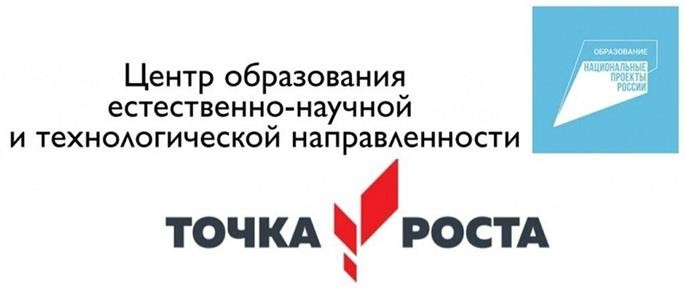 Центр образования
естественно-научной
и технологической направленности
ОБРАЗОВАНИЕ
НАЦИОНАЛЬНЫЕ
ПРОЕКТЫ
РОССИИ
ТОЧКА РОСТА